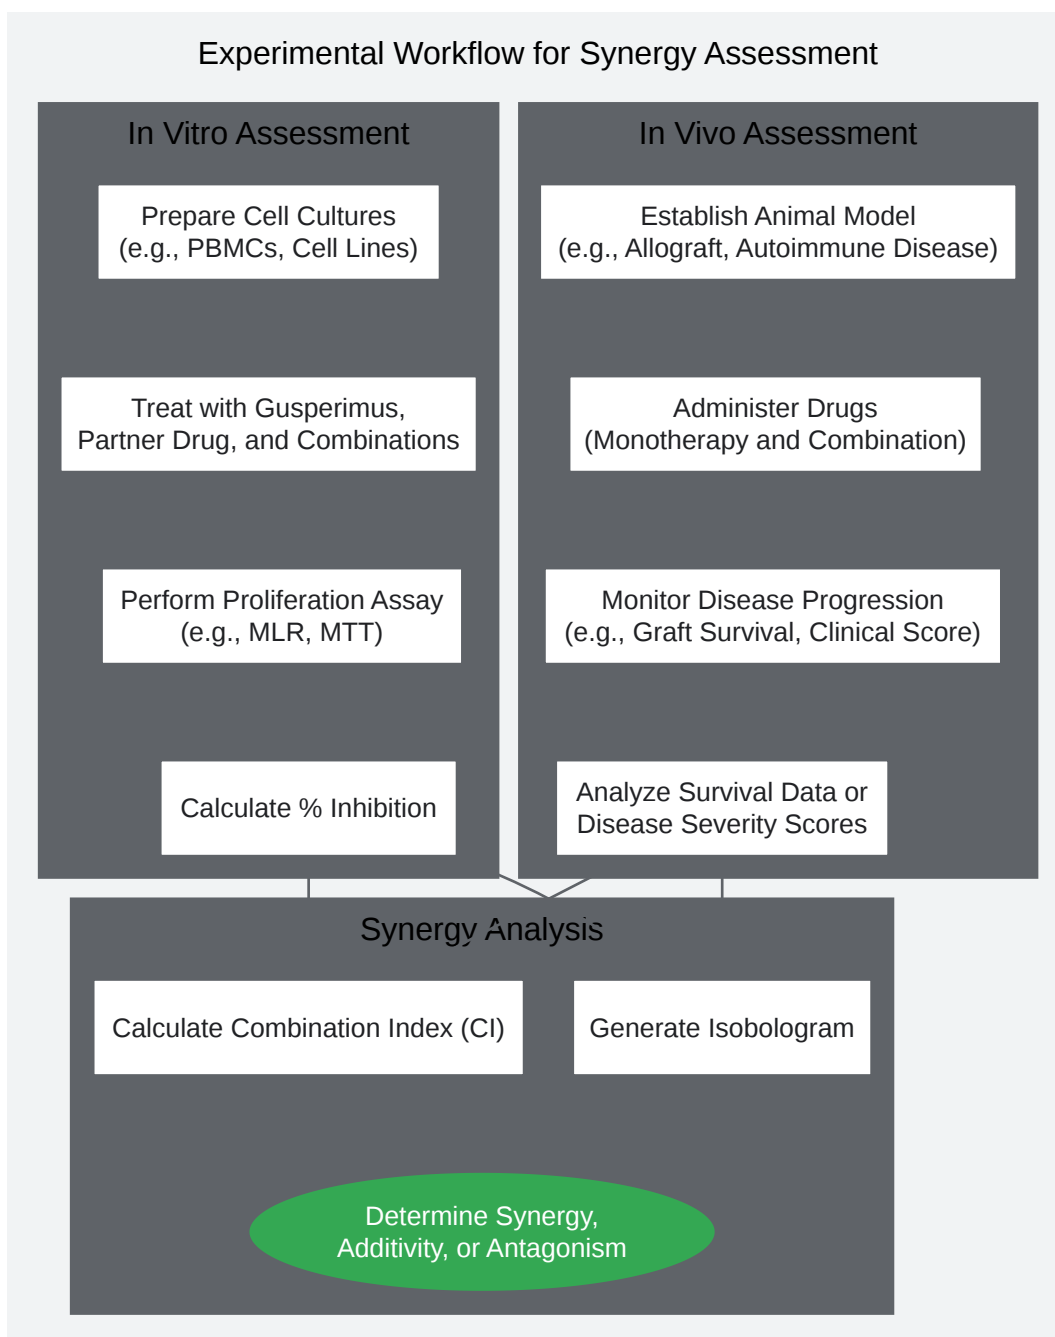 Experimental Workflow for Synergy Assessment
In Vitro Assessment
Prepare Cell Cultures
(e.g., PBMCs, Cell Lines)
Treat with Gusperimus,
Partner Drug, and Combinations
Perform Proliferation Assay
(e.g., MLR, MTT)
Calculate % Inhibition
In Vivo Assessment
Establish Animal Model
(e.g., Allograft, Autoimmune Disease)
Administer Drugs
(Monotherapy and Combination)
Monitor Disease Progression
(e.g., Graft Survival, Clinical Score)
Analyze Survival Data or
Disease Severity Scores
Synergy Analysis
Calculate Combination Index (CI)
Generate Isobologram
Determine Synergy,
Additivity, or Antagonism